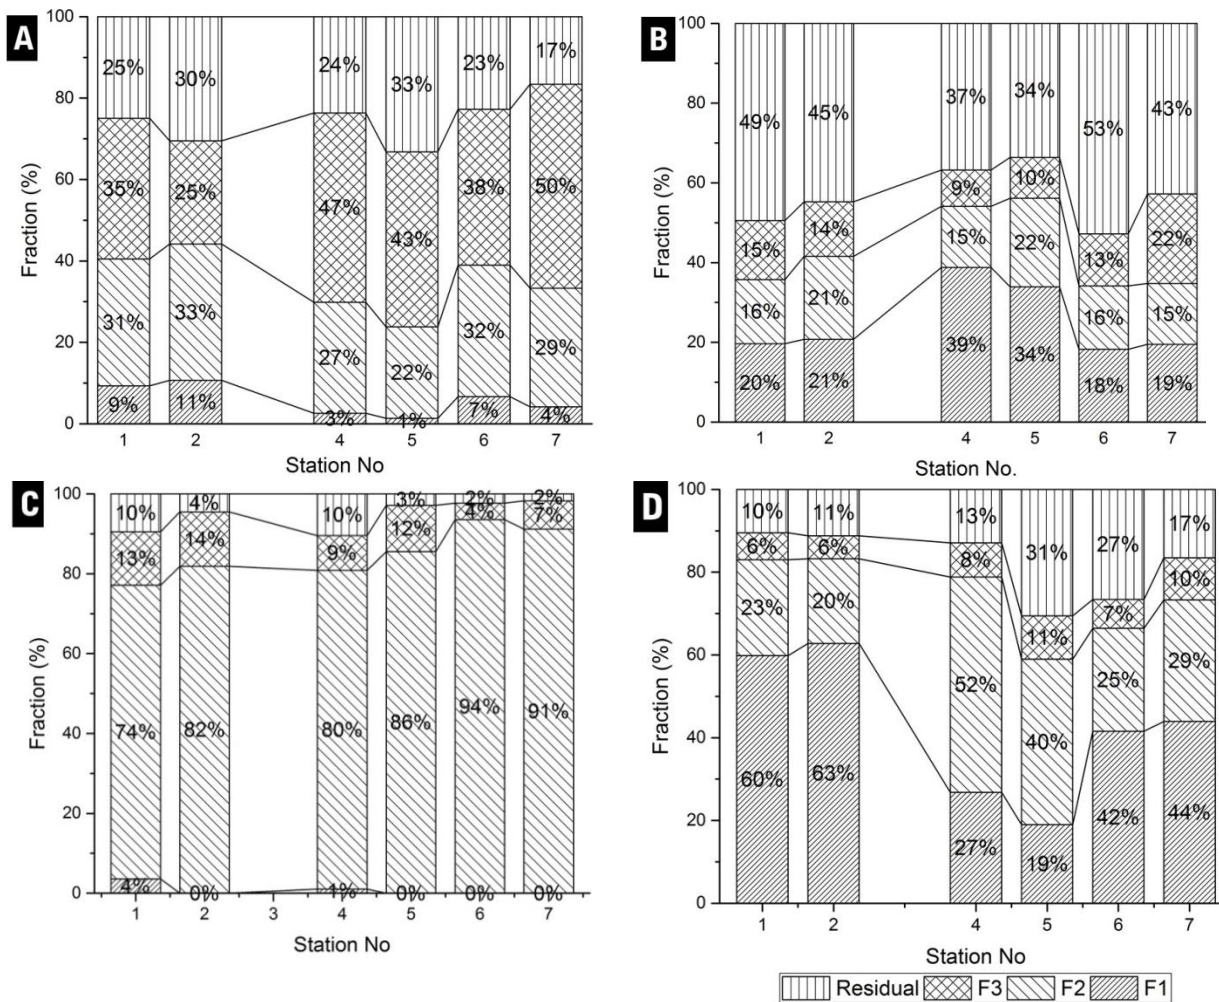 A
100
80
60
40
20
0
Fraction (%)
25% 30% 24% 33% 23% 17%
35% 25% 47% 43% 38% 50%
31% 33% 27% 22% 32% 29%
9% 11% 3% 1% 7% 4%
1 2 4 5 6 7
Station No
B
100
80
60
40
20
0
Fraction (%)
49% 45% 37% 34% 53% 43%
15% 14% 9% 10% 13% 22%
16% 21% 15% 22% 16% 15%
20% 21% 39% 34% 18% 19%
1 2 4 5 6 7
Station No.
C
100
80
60
40
20
0
Fraction (%)
10% 4% 10% 3% 2% 2%
13% 14% 9% 12% 4% 7%
74% 82% 80% 86% 94% 91%
4% 0% 1% 0% 0% 0%
1 2 3 4 5 6 7
Station No
D
100
80
60
40
20
0
Fraction (%)
10% 11% 13% 31% 27% 17%
6% 6% 8% 11% 7% 10%
23% 20% 52% 40% 25% 29%
60% 63% 27% 19% 42% 44%
1 2 4 5 6 7
Station No
Residual F3 F2 F1